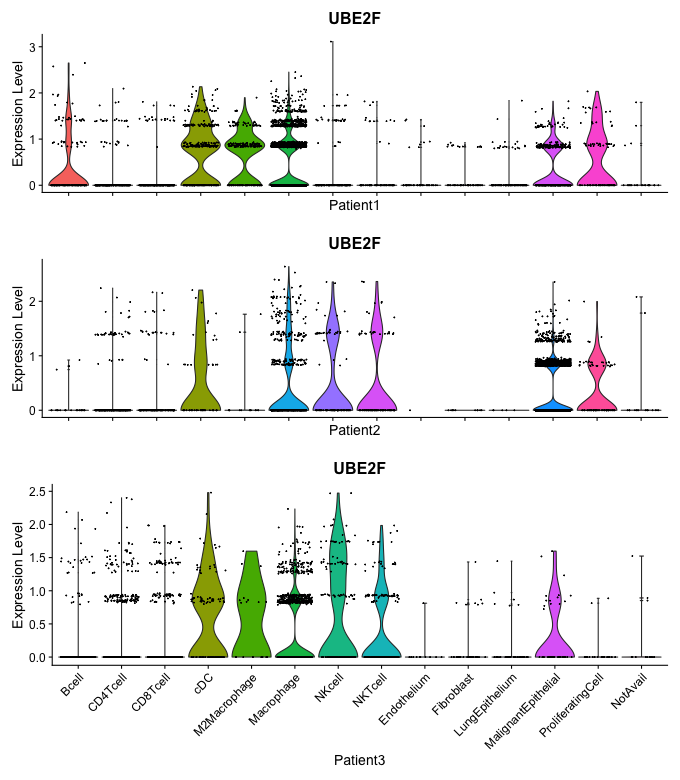 UBE2F
Expression Level
3
2
1
0
Patient1
UBE2F
Expression Level
2
1
0
Patient2
UBE2F
Expression Level
2.5
2.0
1.5
1.0
0.5
0.0
Bcell
CD4Tcell
CD8Tcell
cDC
M2Macrophage
Macrophage
NKcell
NKTcell
Endothelium
Fibroblast
LungEpithelium
MalignantEpithelial
ProliferatingCell
NotAvail
Patient3